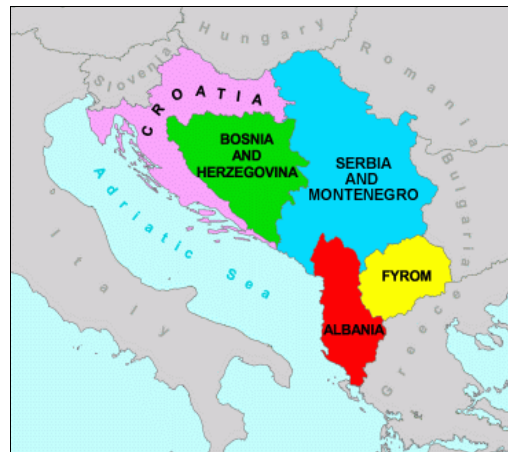 Hungary
Slovenia
Romania
CROATIA
BOSNIA
AND
HERZEGOVINA
SERBIA
AND
MONTENEGRO
Bulgaria
Adriatic Sea
Italy
FYROM
ALBANIA
Greece